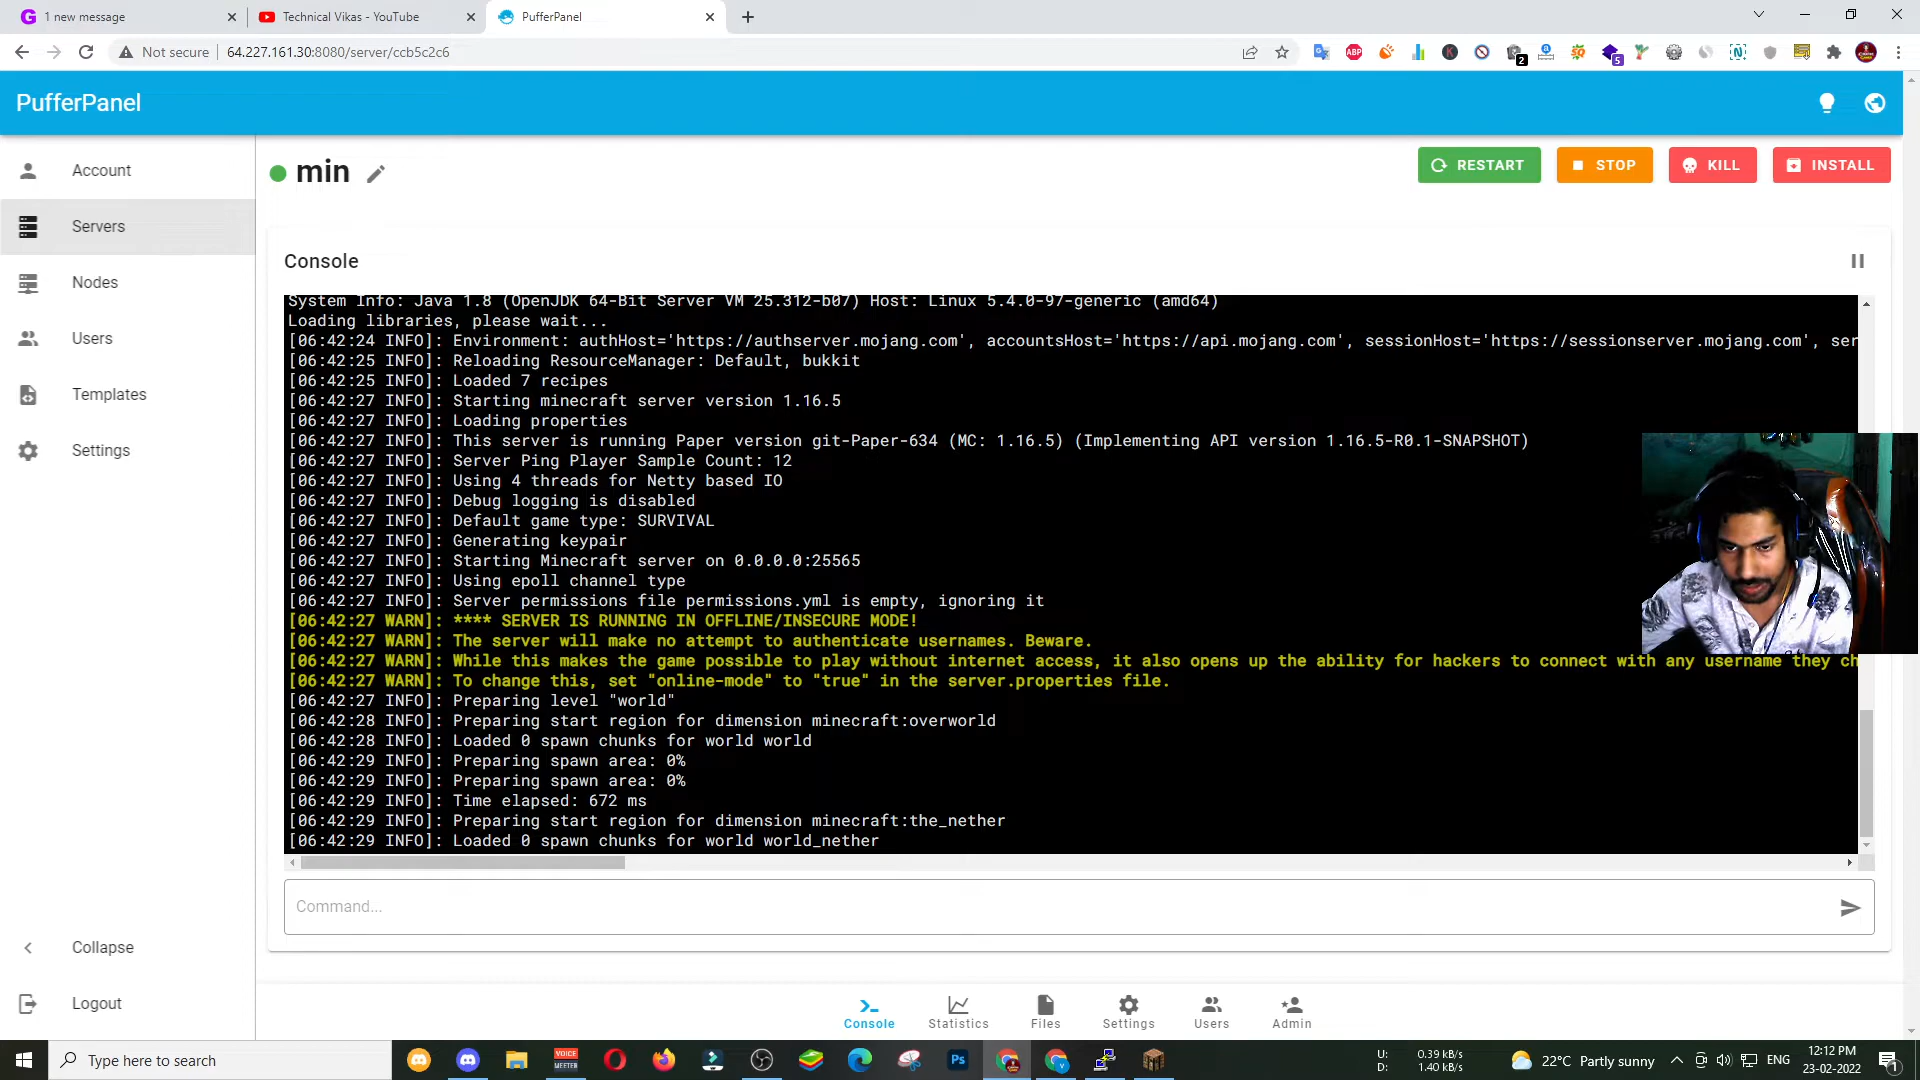 1 new message
Technical Vikas - YouTube
PufferPanel
Not secure
64.227.161.30:8080/server/ccb5c2c6
ABP
2
5
PufferPanel
Account
Servers
Nodes
Users
Templates
Settings
Collapse
Logout
min
RESTART
STOP
KILL
INSTALL
Console
System Info: Java 1.8 (OpenJDK 64-Bit Server VM 25.312-b07) Host: Linux 5.4.0-97-generic (amd64)
Loading libraries, please wait...
[06:42:24 INFO]: Environment: authHost='https://authserver.mojang.com', accountsHost='https://api.mojang.com', sessionHost='https://sessionserver.mojang.com', ser
[06:42:25 INFO]: Reloading ResourceManager: Default, bukkit
[06:42:25 INFO]: Loaded 7 recipes
[06:42:27 INFO]: Starting minecraft server version 1.16.5
[06:42:27 INFO]: Loading properties
[06:42:27 INFO]: This server is running Paper version git-Paper-634 (MC: 1.16.5) (Implementing API version 1.16.5-R0.1-SNAPSHOT)
[06:42:27 INFO]: Server Ping Player Sample Count: 12
[06:42:27 INFO]: Using 4 threads for Netty based IO
[06:42:27 INFO]: Debug logging is disabled
[06:42:27 INFO]: Default game type: SURVIVAL
[06:42:27 INFO]: Generating keypair
[06:42:27 INFO]: Starting Minecraft server on 0.0.0.0:25565
[06:42:27 INFO]: Using epoll channel type
[06:42:27 INFO]: Server permissions file permissions.yml is empty, ignoring it
[06:42:27 WARN]: **** SERVER IS RUNNING IN OFFLINE/INSECURE MODE!
[06:42:27 WARN]: The server will make no attempt to authenticate usernames. Beware.
[06:42:27 WARN]: While this makes the game possible to play without internet access, it also opens up the ability for hackers to connect with any username they ch
[06:42:27 WARN]: To change this, set "online-mode" to "true" in the server.properties file.
[06:42:27 INFO]: Preparing level "world"
[06:42:28 INFO]: Preparing start region for dimension minecraft:overworld
[06:42:28 INFO]: Loaded 0 spawn chunks for world world
[06:42:29 INFO]: Preparing spawn area: 0%
[06:42:29 INFO]: Preparing spawn area: 0%
[06:42:29 INFO]: Time elapsed: 672 ms
[06:42:29 INFO]: Preparing start region for dimension minecraft:the_nether
[06:42:29 INFO]: Loaded 0 spawn chunks for world world_nether
Command...
Console
Statistics
Files
Settings
Users
Admin
Type here to search
VOICE MEETER
Ps
U: 0.39 kB/s
D: 1.40 kB/s
22°C Partly sunny
ENG
12:12 PM
23-02-2022
1